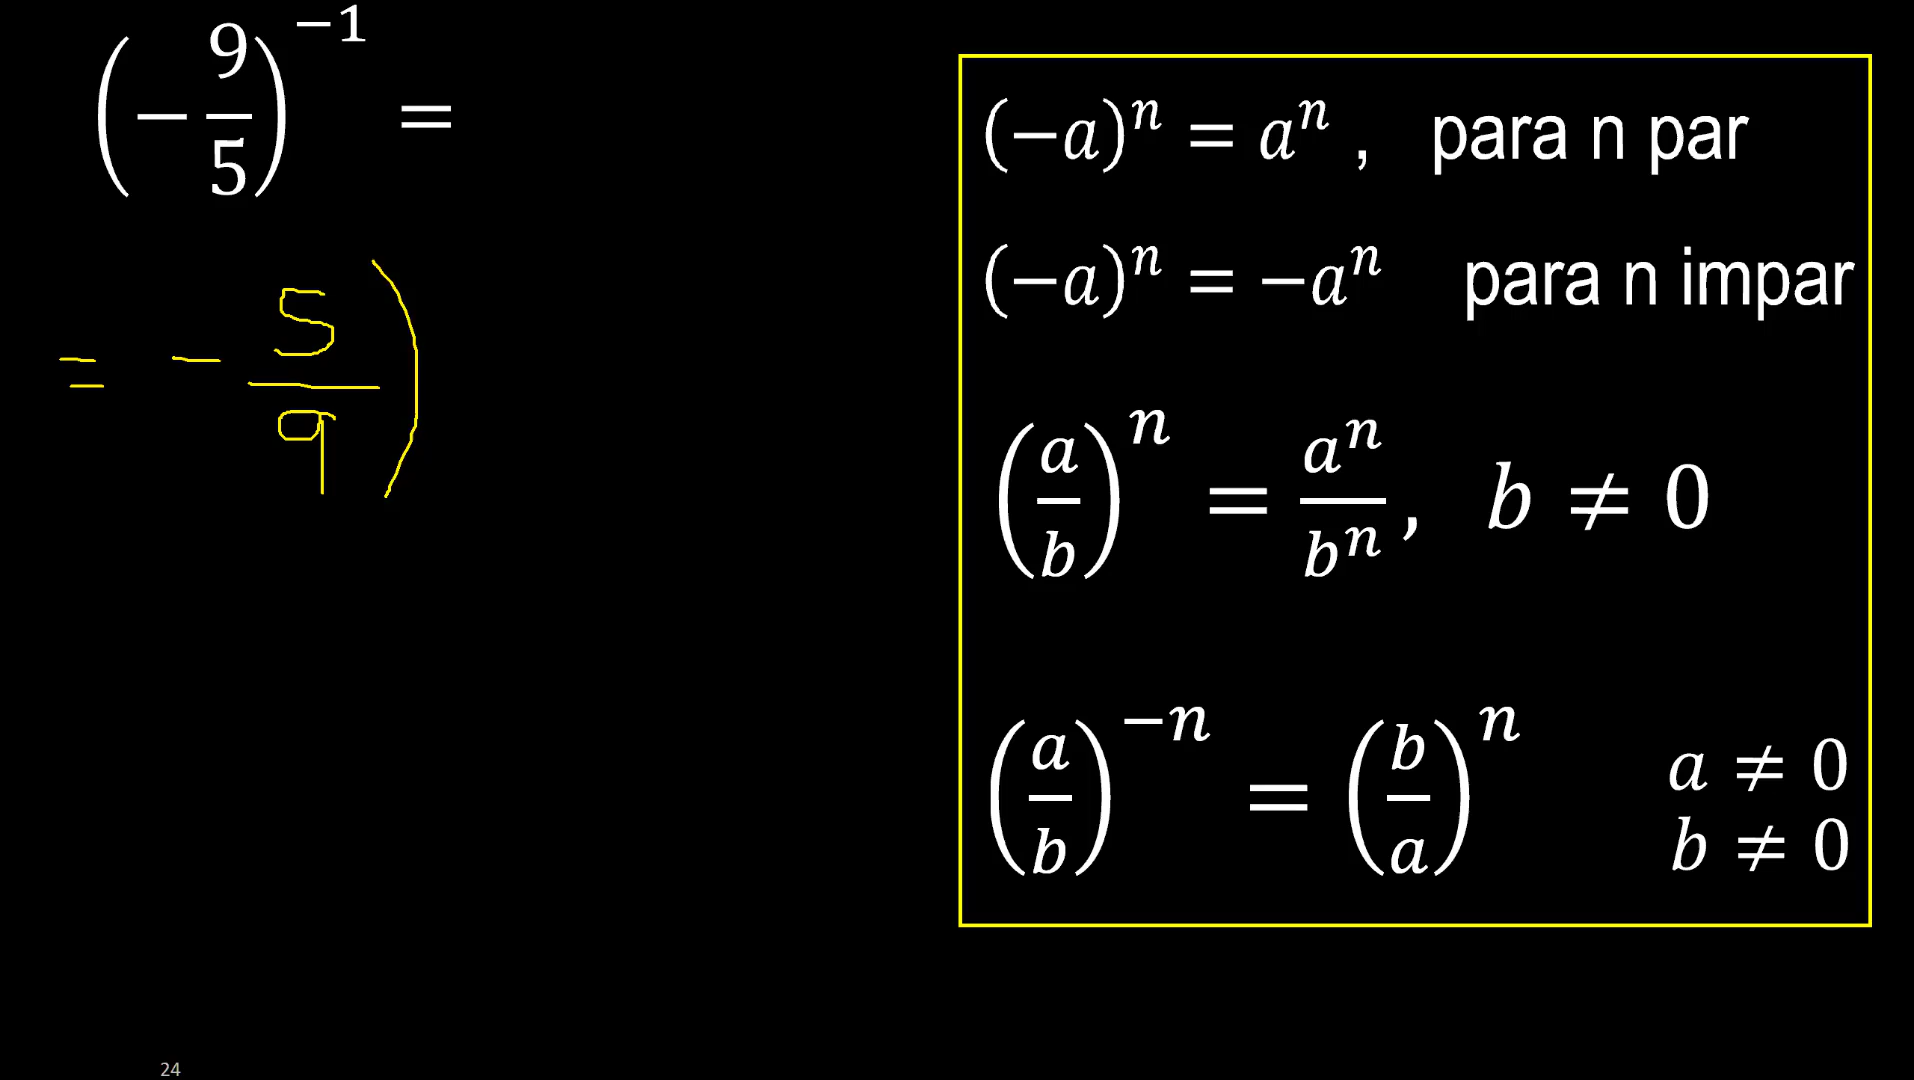 (−9/5)^−1 =
= − 5/9 )
(−a)^n = a^n , para n par
(−a)^n = −a^n para n impar
(a/b)^n = a^n/b^n, b ≠ 0
(a/b)^−n = (b/a)^n a ≠ 0
b ≠ 0
24